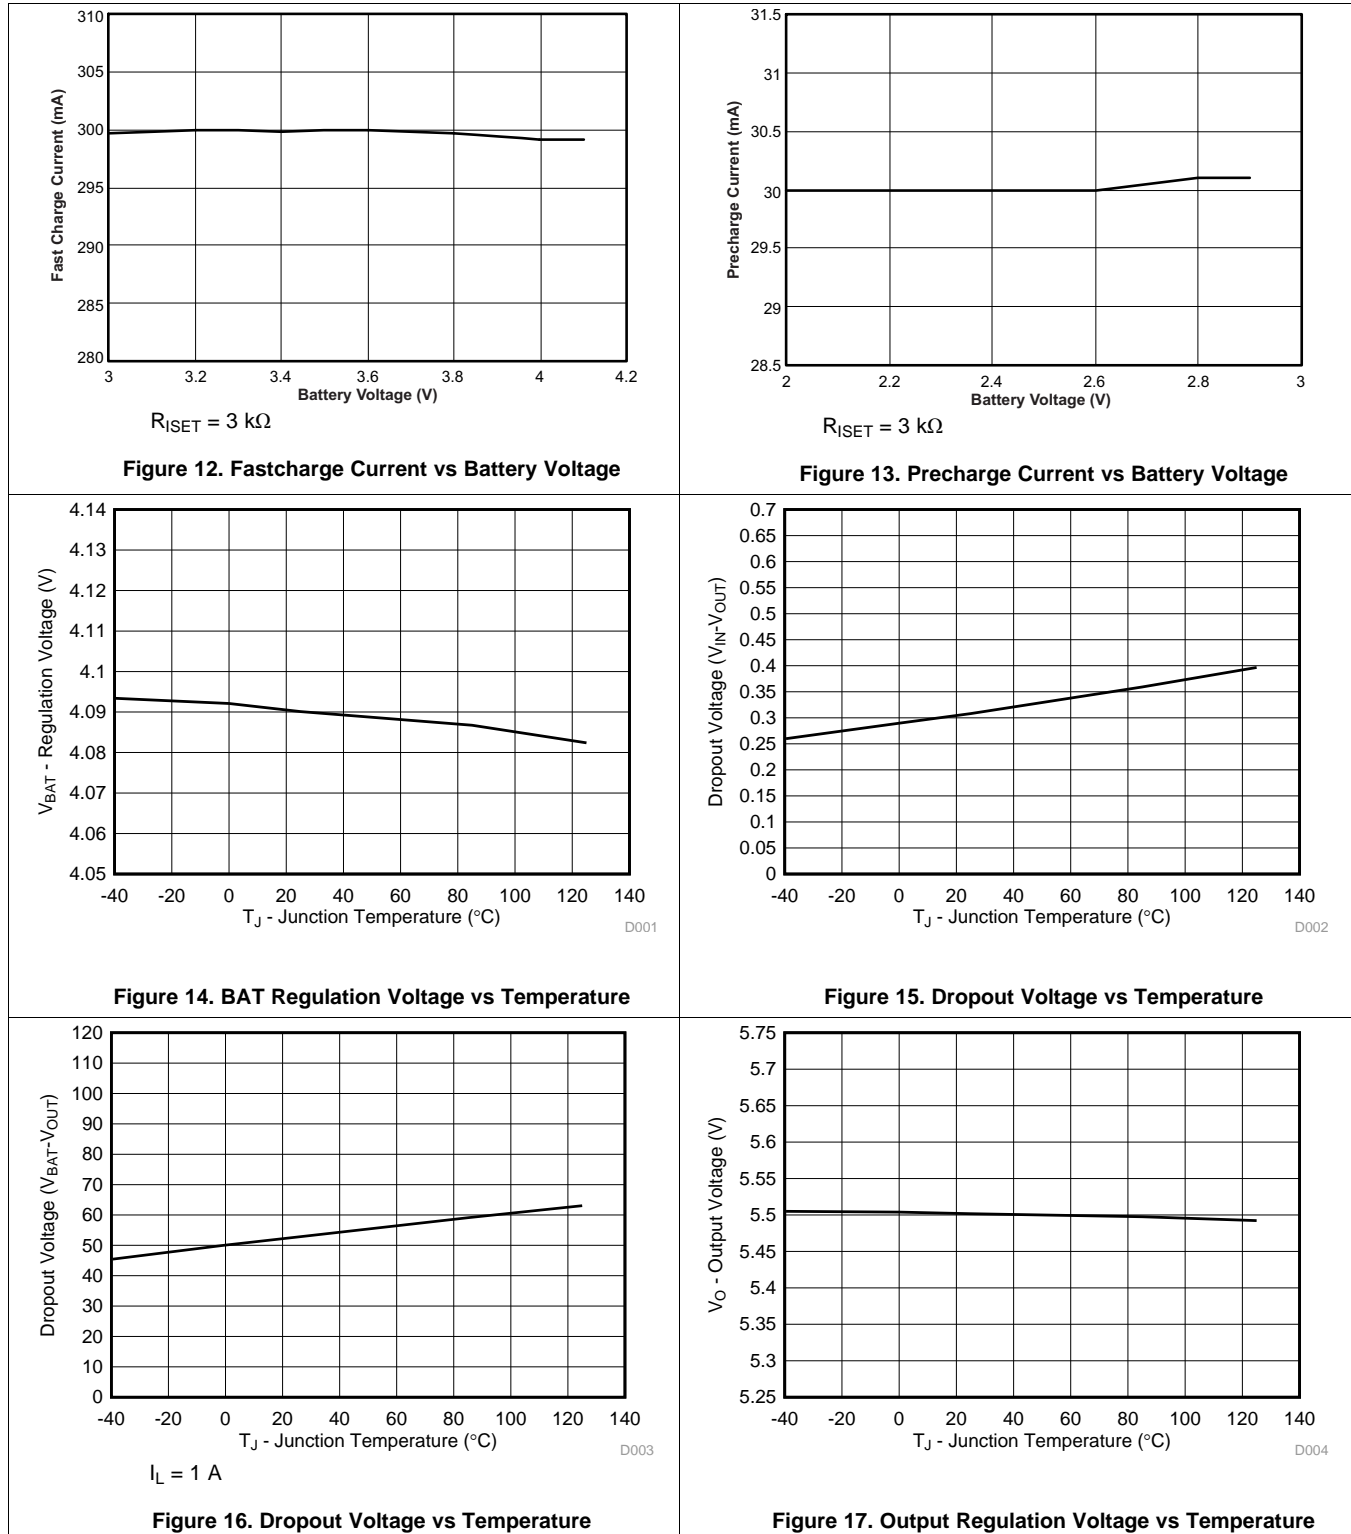 310
305
300
295
290
285
280
Fast Charge Current (mA)
3 3.2 3.4 3.6 3.8 4 4.2
Battery Voltage (V)
RISET = 3 kΩ
Figure 12. Fastcharge Current vs Battery Voltage
31.5
31
30.5
30
29.5
29
28.5
Precharge Current (mA)
2 2.2 2.4 2.6 2.8 3
Battery Voltage (V)
RISET = 3 kΩ
Figure 13. Precharge Current vs Battery Voltage
4.14
4.13
4.12
4.11
4.1
4.09
4.08
4.07
4.06
4.05
VBAT - Regulation Voltage (V)
-40 -20 0 20 40 60 80 100 120 140
TJ - Junction Temperature (°C)
D001
Figure 14. BAT Regulation Voltage vs Temperature
0.7
0.65
0.6
0.55
0.5
0.45
0.4
0.35
0.3
0.25
0.2
0.15
0.1
0.05
0
Dropout Voltage (VIN-VOUT)
-40 -20 0 20 40 60 80 100 120 140
TJ - Junction Temperature (°C)
D002
Figure 15. Dropout Voltage vs Temperature
120
110
100
90
80
70
60
50
40
30
20
10
0
Dropout Voltage (VBAT-VOUT)
-40 -20 0 20 40 60 80 100 120 140
TJ - Junction Temperature (°C)
D003
IL = 1 A
Figure 16. Dropout Voltage vs Temperature
5.75
5.7
5.65
5.6
5.55
5.5
5.45
5.4
5.35
5.3
5.25
VO - Output Voltage (V)
-40 -20 0 20 40 60 80 100 120 140
TJ - Junction Temperature (°C)
D004
Figure 17. Output Regulation Voltage vs Temperature